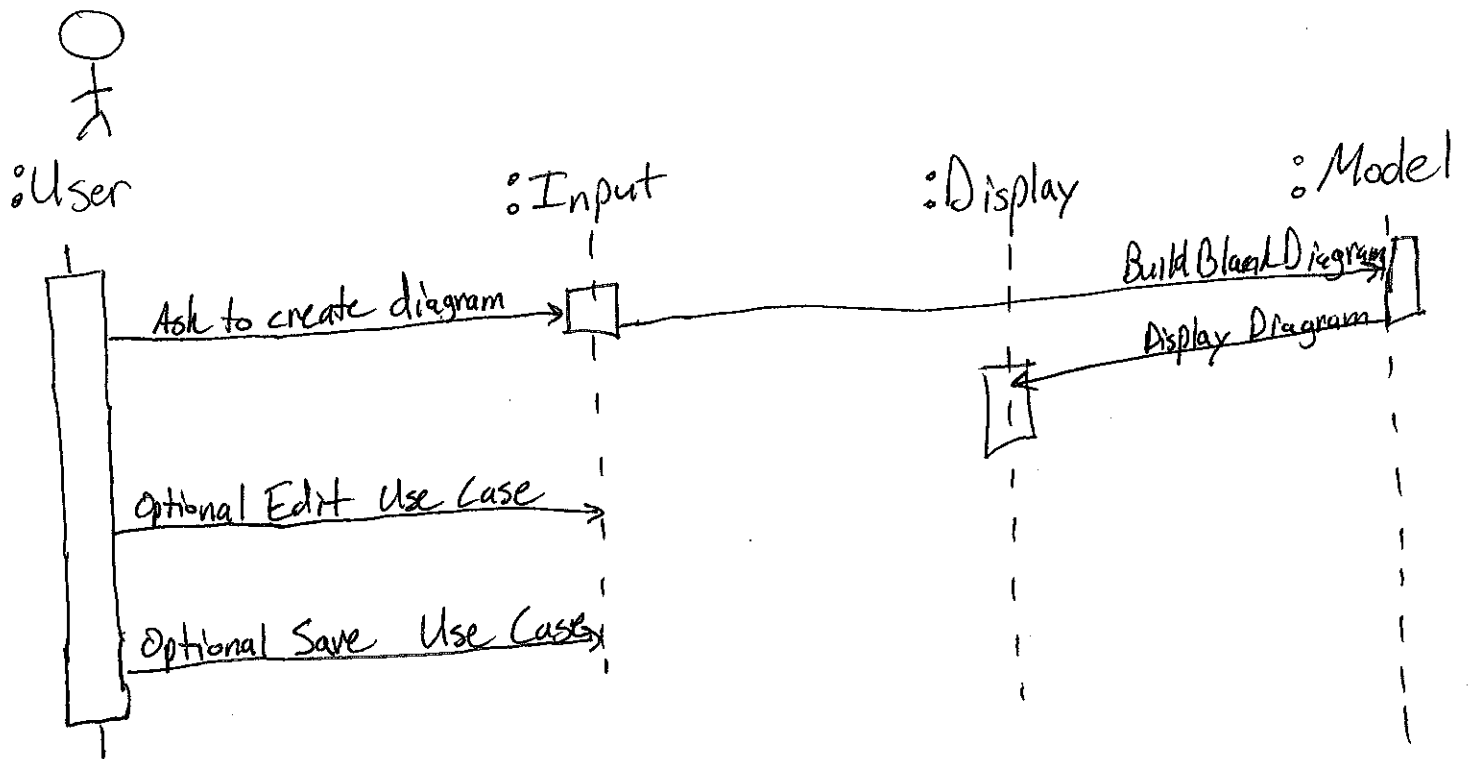 :User
:Input
:Display
:Model
Ask to create diagram
Build Blank Diagram
Display Diagram
Optional Edit Use Case
Optional Save Use Case